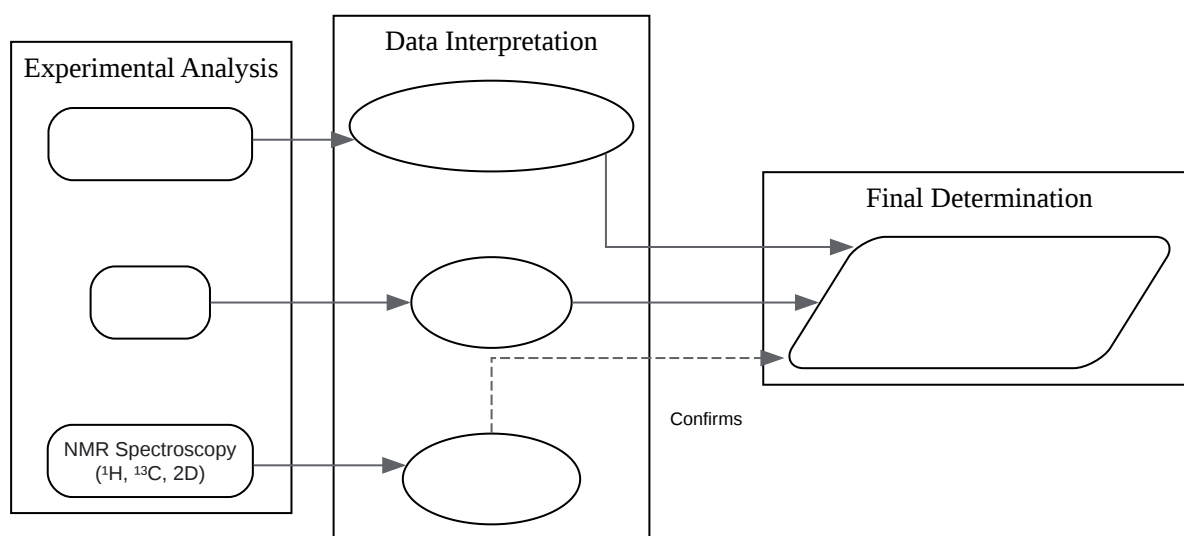 Experimental Analysis
Data Interpretation
Final Determination
NMR Spectroscopy
(¹H, ¹³C, 2D)
Confirms